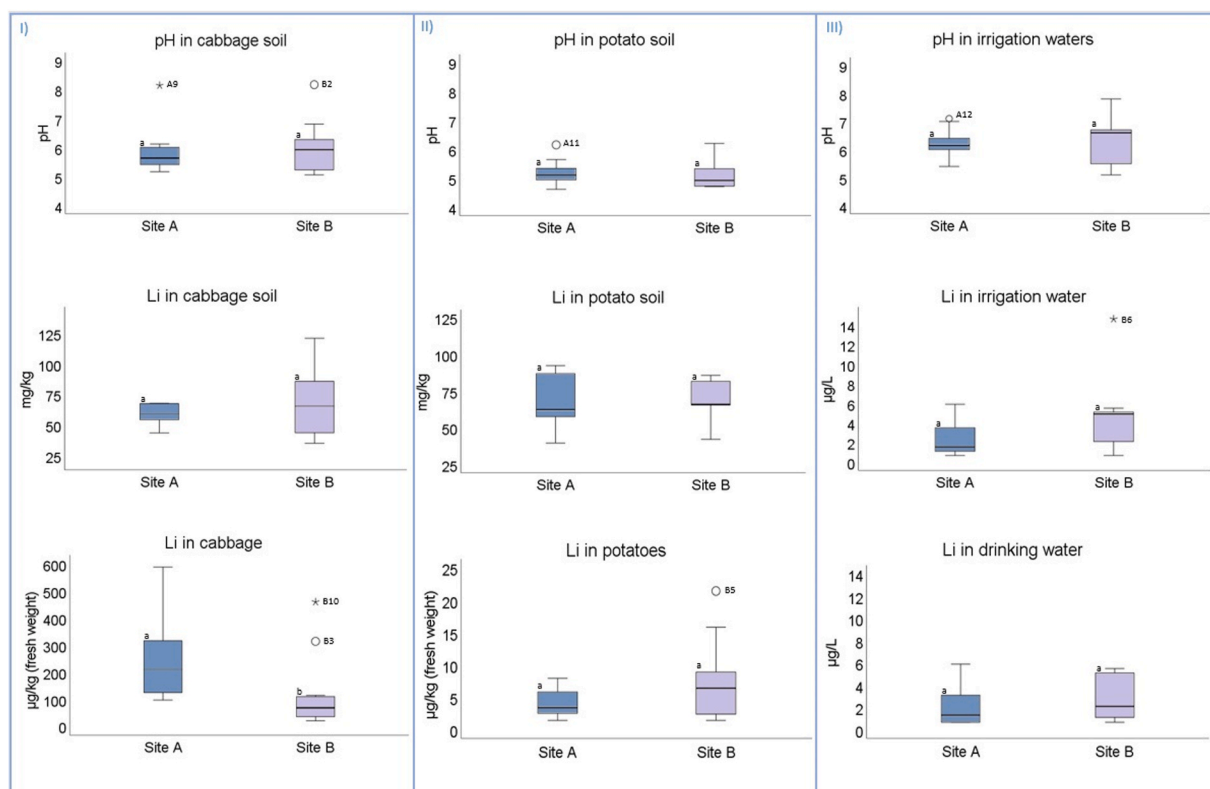 I)
pH in cabbage soil
pH
9
8
7
6
5
4
A9
B2
a
a
Site A
Site B
Li in cabbage soil
mg/kg
125
100
75
50
25
a
a
Site A
Site B
Li in cabbage
µg/kg (fresh weight)
600
500
400
300
200
100
0
a
B10
B3
b
Site A
Site B
II)
pH in potato soil
pH
9
8
7
6
5
4
A11
a
a
Site A
Site B
Li in potato soil
mg/kg
125
100
75
50
25
a
a
Site A
Site B
Li in potatoes
µg/kg (fresh weight)
25
20
15
10
5
0
B5
a
a
Site A
Site B
III)
pH in irrigation waters
pH
9
8
7
6
5
4
A12
a
a
Site A
Site B
Li in irrigation water
µg/L
14
12
10
8
6
4
2
0
B6
a
a
Site A
Site B
Li in drinking water
µg/L
14
12
10
8
6
4
2
0
a
a
Site A
Site B